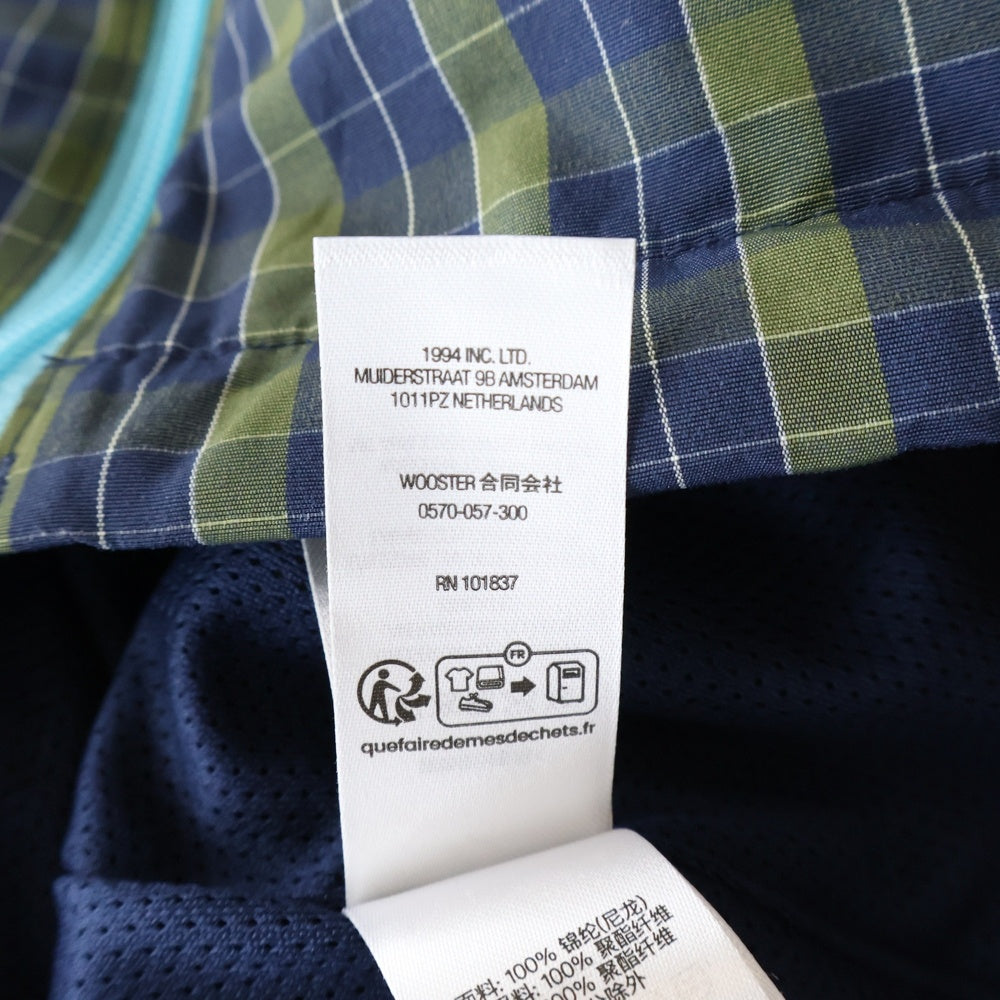 1994 INC. LTD.
MUIDERSTRAAT 9B AMSTERDAM
1011PZ NETHERLANDS
WOOSTER 合同会社
0570-057-300
RN 101837
FR
quefairedemesdechets.fr
面料: 100% 锦纶(尼龙)
100% 聚酯纤维
100% 聚酯纤维
除外